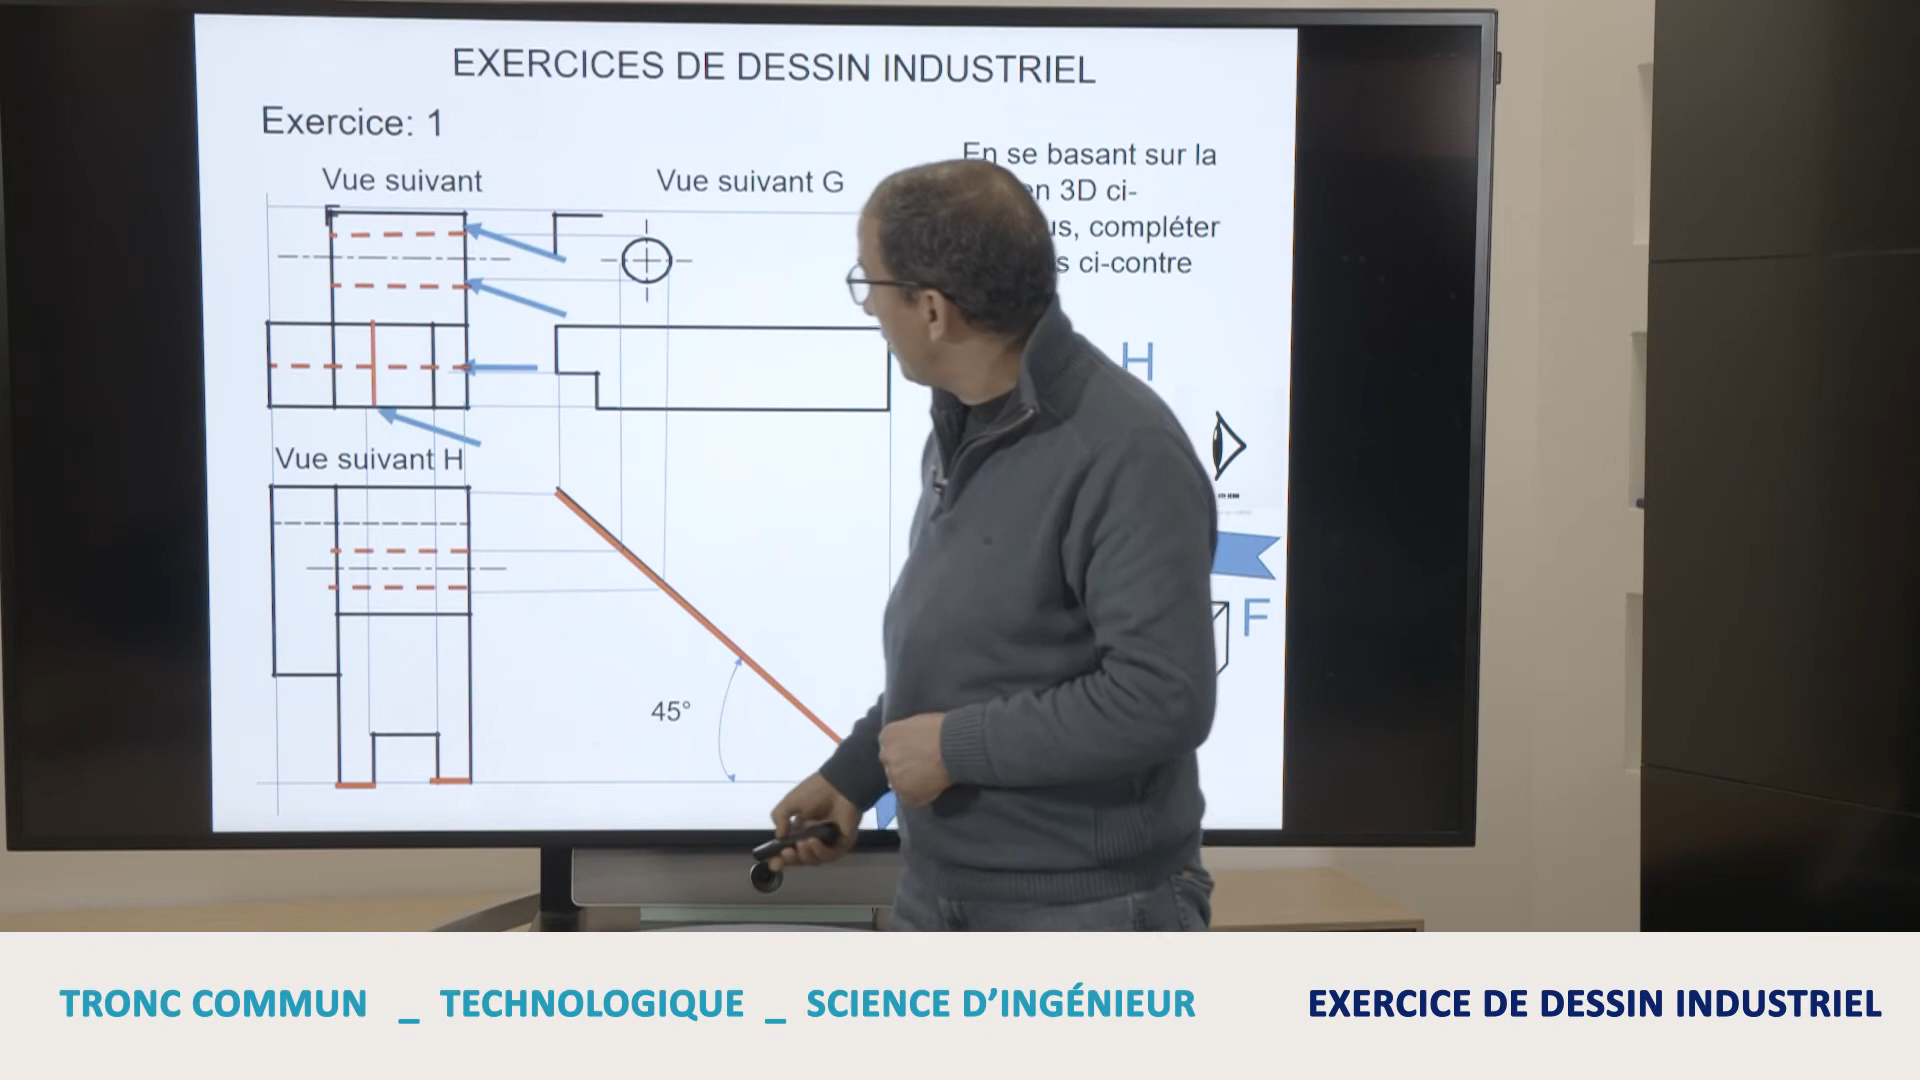 EXERCICES DE DESSIN INDUSTRIEL
Exercice: 1
Vue suivant
F
Vue suivant G
En se basant sur la
en 3D ci-
compléter
ci-contre
H
Vue suivant H
F
45°
TRONC COMMUN _ TECHNOLOGIQUE _ SCIENCE D’INGÉNIEUR
EXERCICE DE DESSIN INDUSTRIEL